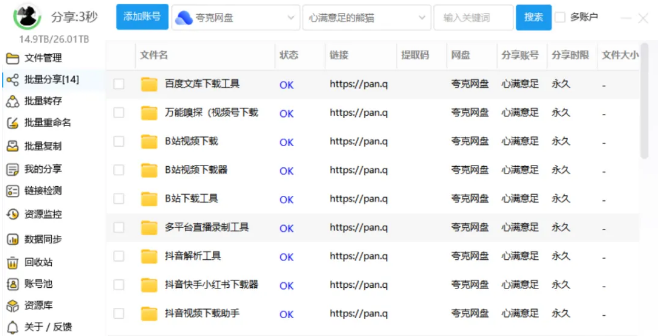 分享:3秒 添加账号 夸克网盘 心满意足的熊猫 输入关键词 搜索 多账户
14.9TB/26.01TB
文件管理
批量分享[14]
批量转存
批量重命名
批量复制
我的分享
链接检测
资源监控
数据同步
回收站
账号池
资源库
关于 / 反馈
文件名 状态 链接 提取码 网盘 分享账号 分享时限 文件大小
百度文库下载工具 OK https://pan.q 夸克网盘 心满意足 永久 -
万能嗅探（视频号下载 OK https://pan.q 夸克网盘 心满意足 永久 -
B站视频下载 OK https://pan.q 夸克网盘 心满意足 永久 -
B站视频下载器 OK https://pan.q 夸克网盘 心满意足 永久 -
B站下载工具 OK https://pan.q 夸克网盘 心满意足 永久 -
多平台直播录制工具 OK https://pan.q 夸克网盘 心满意足 永久 -
抖音解析工具 OK https://pan.q 夸克网盘 心满意足 永久 -
抖音快手小红书下载器 OK https://pan.q 夸克网盘 心满意足 永久 -
抖音视频下载助手 OK https://pan.q 夸克网盘 心满意足 永久 -